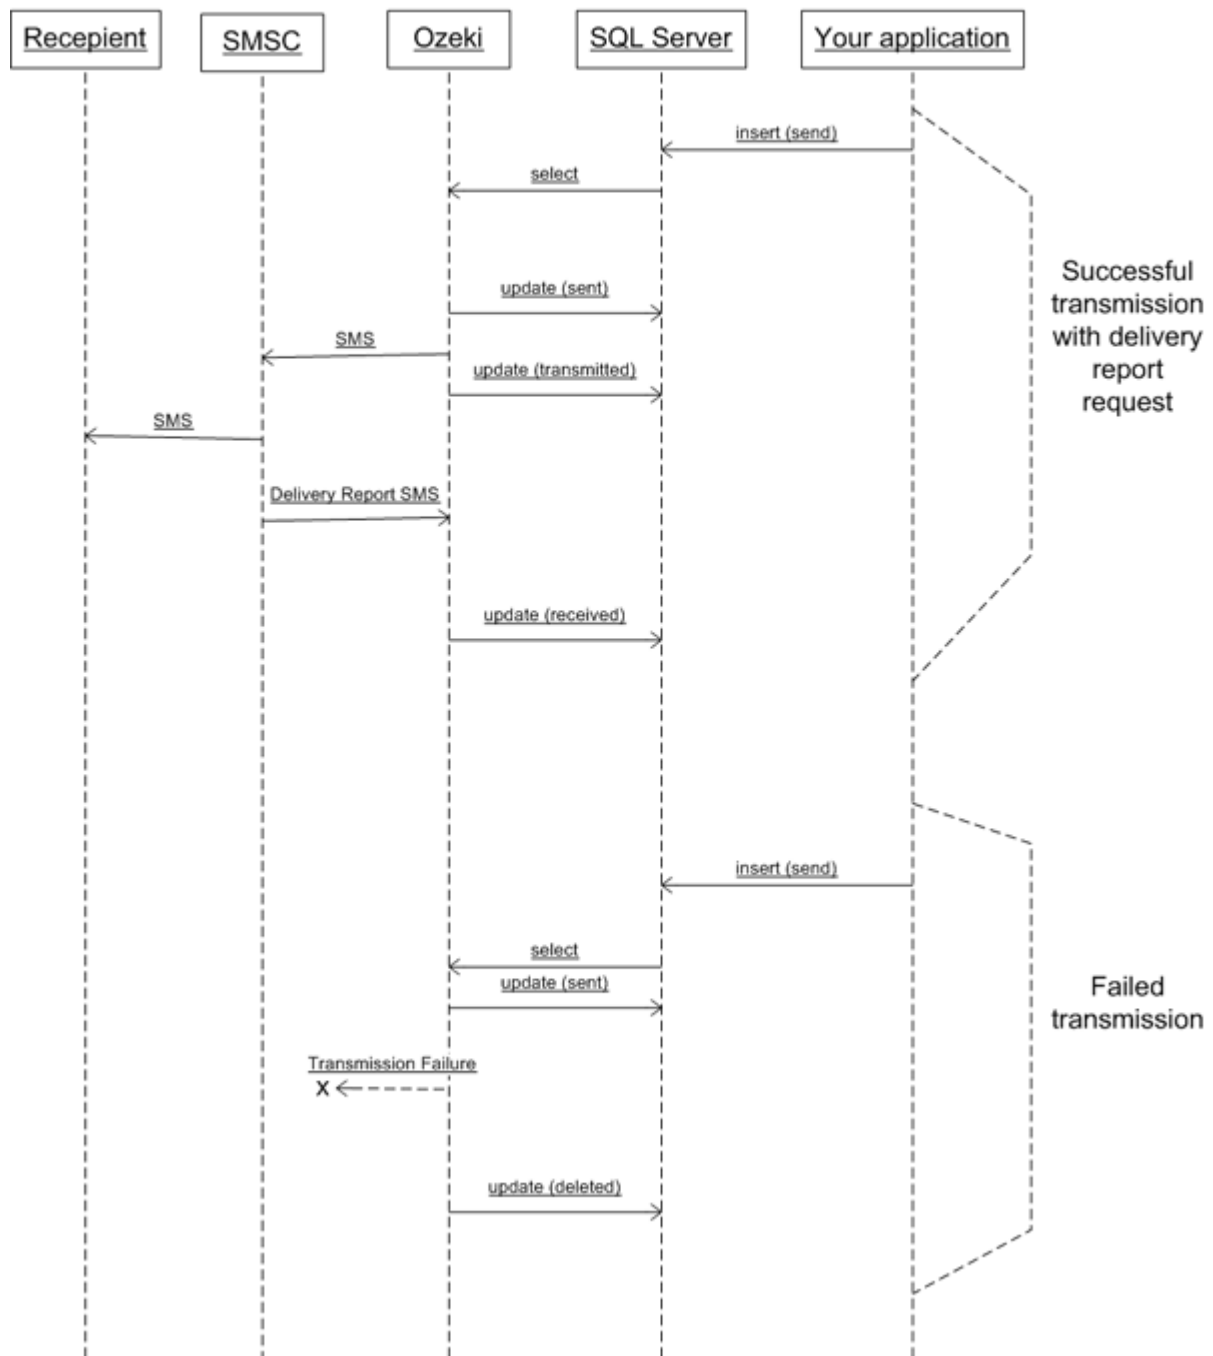 Recepient
SMSC
Ozeki
SQL Server
Your application
insert (send)
select
Successful
transmission
with delivery
report
request
update (sent)
SMS
update (transmitted)
SMS
Delivery Report SMS
update (received)
insert (send)
select
update (sent)
Failed
transmission
Transmission Failure
X
update (deleted)